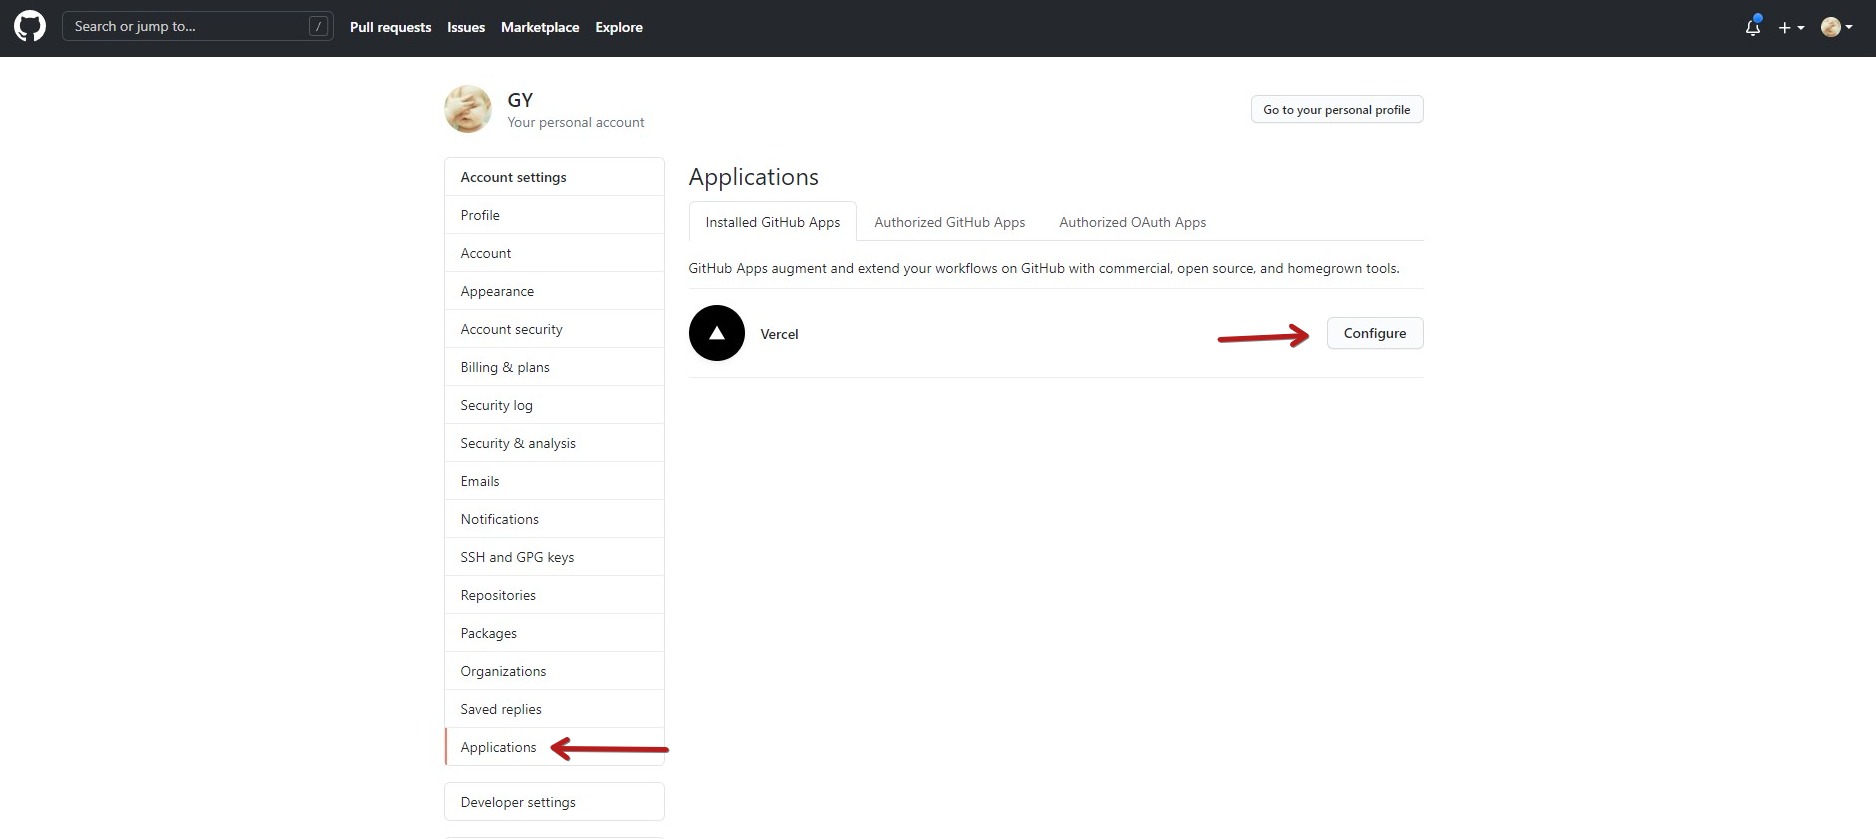 Search or jump to...
/
Pull requests
Issues
Marketplace
Explore
GY
Your personal account
Go to your personal profile
Account settings
Profile
Account
Appearance
Account security
Billing & plans
Security log
Security & analysis
Emails
Notifications
SSH and GPG keys
Repositories
Packages
Organizations
Saved replies
Applications
Developer settings
Applications
Installed GitHub Apps
Authorized GitHub Apps
Authorized OAuth Apps
GitHub Apps augment and extend your workflows on GitHub with commercial, open source, and homegrown tools.
Vercel
Configure